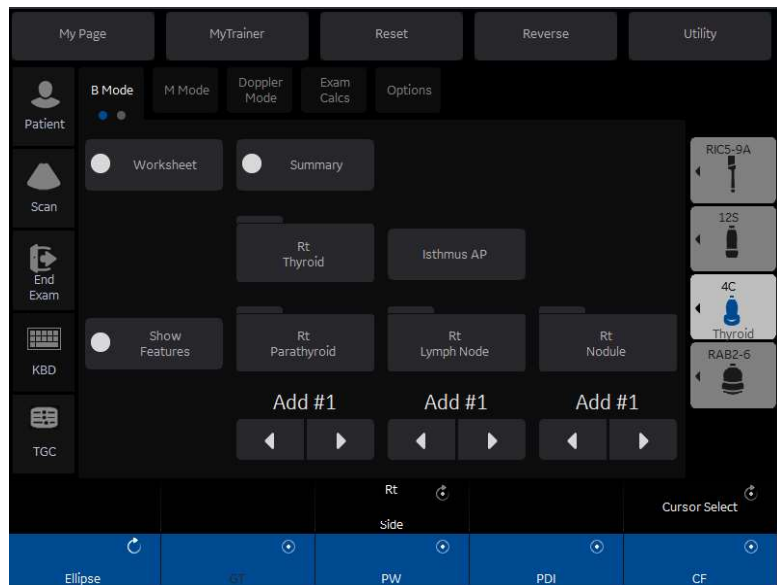 My Page
MyTrainer
Reset
Reverse
Utility
Patient
B Mode
M Mode
Doppler
Mode
Exam
Calcs
Options
Scan
Worksheet
Summary
Rt
Thyroid
Isthmus AP
End
Exam
Show
Features
Rt
Parathyroid
Rt
Lymph Node
Rt
Nodule
KBD
Add #1
Add #1
Add #1
TGC
RIC5-9A
12S
4C
Thyroid
RAB2-6
Rt
Side
Cursor Select
Ellipse
GT
PW
PDI
CF